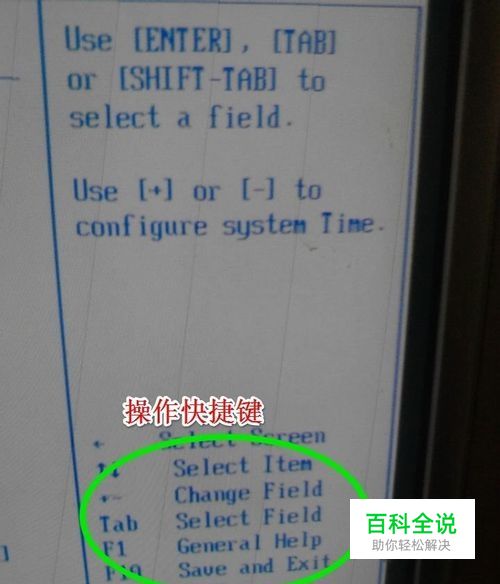 Use [ENTER], [TAB]
or [SHIFT-TAB] to
select a field.
Use [+] or [-] to
configure system Time.
操作快捷键
← Select Screen
↑↓ Select Item
+- Change Field
Tab Select Field
F1 General Help
F10 Save and Exit
百科全说
助你轻松解决